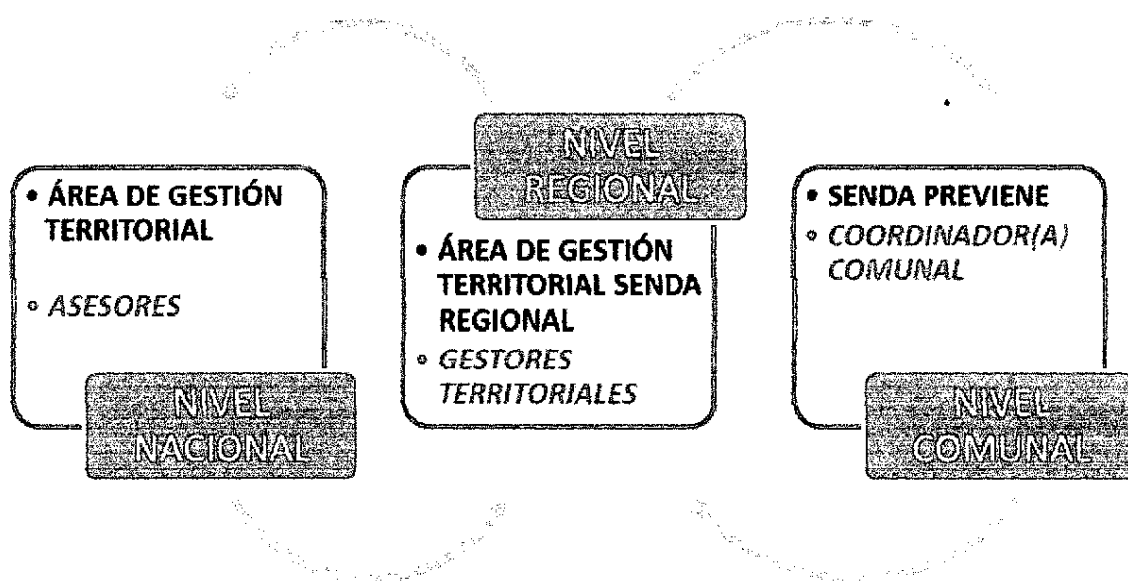 • ÁREA DE GESTIÓN
TERRITORIAL
◦ ASESORES
NIVEL
NACIONAL
NIVEL
REGIONAL
• ÁREA DE GESTIÓN
TERRITORIAL SENDA
REGIONAL
◦ GESTORES
TERRITORIALES
• SENDA PREVIENE
◦ COORDINADOR(A)
COMUNAL
NIVEL
COMUNAL